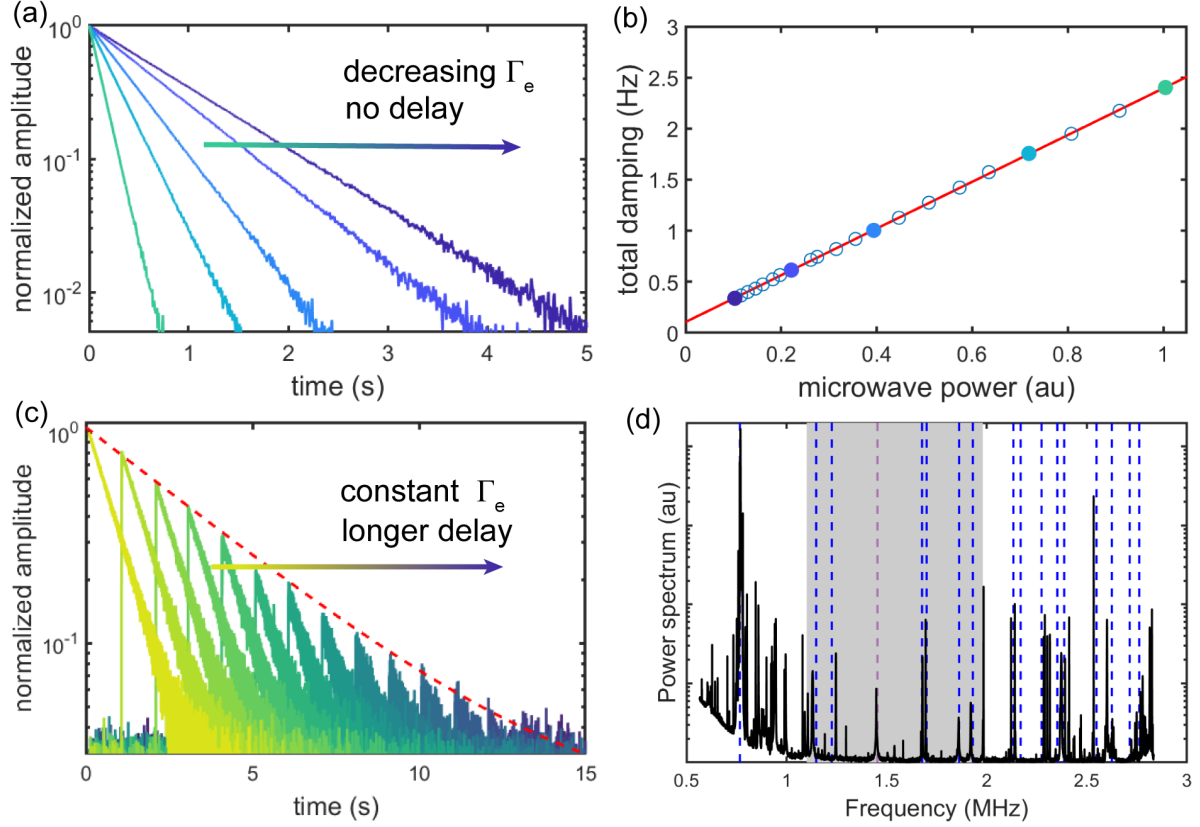 (a)
10^0
10^-1
10^-2
normalized amplitude
decreasing Γ_e
no delay
0 1 2 3 4 5
time (s)
(b)
3
2.5
2
1.5
1
0.5
0
total damping (Hz)
0 0.2 0.4 0.6 0.8 1
microwave power (au)
(c)
10^0
10^-1
normalized amplitude
constant Γ_e
longer delay
0 5 10 15
time (s)
(d)
Power spectrum (au)
0.5 1 1.5 2 2.5 3
Frequency (MHz)